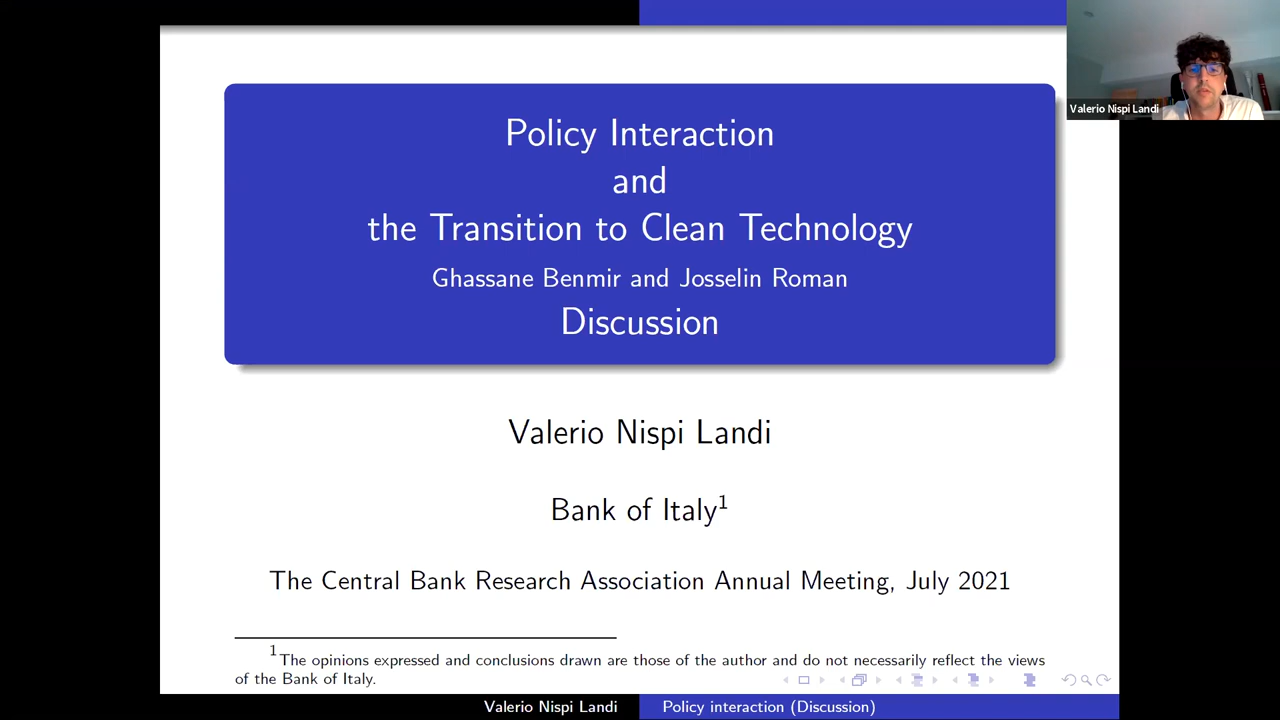 Policy Interaction
and
the Transition to Clean Technology
Ghassane Benmir and Josselin Roman
Discussion
Valerio Nispi Landi
Valerio Nispi Landi
Bank of Italy¹
The Central Bank Research Association Annual Meeting, July 2021
¹The opinions expressed and conclusions drawn are those of the author and do not necessarily reflect the views
of the Bank of Italy.
Valerio Nispi Landi
Policy interaction (Discussion)